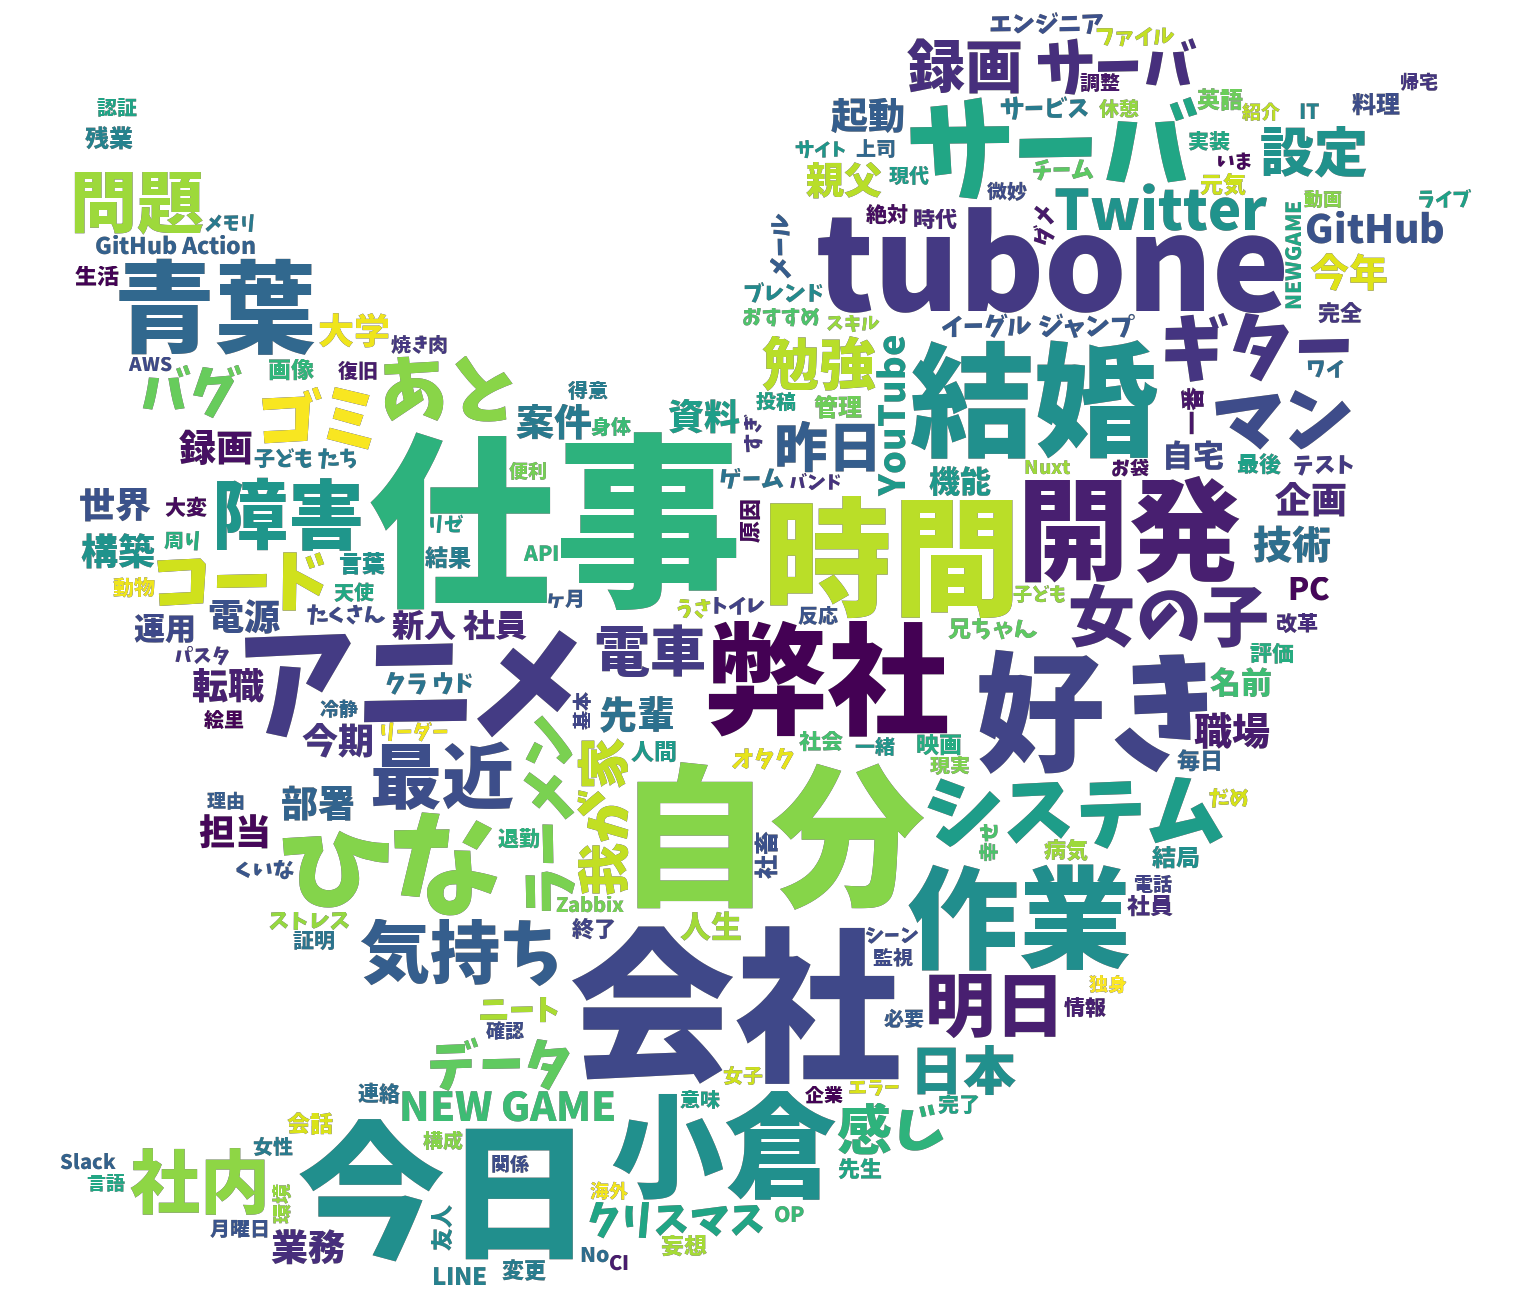 エンジニア
ファイル
録画 サーバ
調整
帰宅
認証
残業
起動
サービス
休憩
英語
紹介
IT
料理
サーバ
サイト
上司
実装
設定
いま
チーム
親父
現代
元気
微妙
問題
メモリ
Twitter
動画
ライブ
絶対
時代
ダメ
GitHub
GitHub Action
メール
tubone
NEWGAME
生活
青葉
今年
ブレンド
おすすめ
スキル
イーグル ジャンプ
完全
大学
焼き肉
ギター
AWS
画像
復旧
勉強
YouTube
結婚
ワイ
バグ
あと
得意
投稿
管理
一番
マン
ゴミ
案件
身体
資料
すぎ
昨日
録画
子ども たち
仕事
便利
ゲーム
バンド
機能
Nuxt
お袋
自宅
最後
テスト
世界
大変
障害
リゼ
原因
時間
開発
企画
構築
周り
言葉
結果
API
技術
動物
コード
天使
ヶ月
うさ
トイレ
反応
子ども
女の子
PC
運用
電源
たくさん
新入 社員
兄ちゃん
改革
パスタ
アニメ
電車
弊社
好き
評価
転職
クラウド
名前
絵里
冷静
基本
先輩
今期
リーダー
職場
最近
ラーメン
我が家
人間
オタク
社会
一緒
映画
現実
毎日
理由
部署
自分
システム
だめ
担当
ひな
退勤
社畜
幸せ
病気
結局
くいな
Zabbix
作業
電話
社員
ストレス
証明
気持ち
終了
人生
シーン
監視
会社
独身
明日
情報
ニート
確認
必要
データ
女子
日本
連絡
NEW GAME
意味
企業
エラー
完了
会話
今日
小倉
感じ
女性
構成
関係
先生
Slack
言語
社内
環境
海外
月曜日
クリスマス
OP
業務
友人
妄想
No
CI
LINE
変更